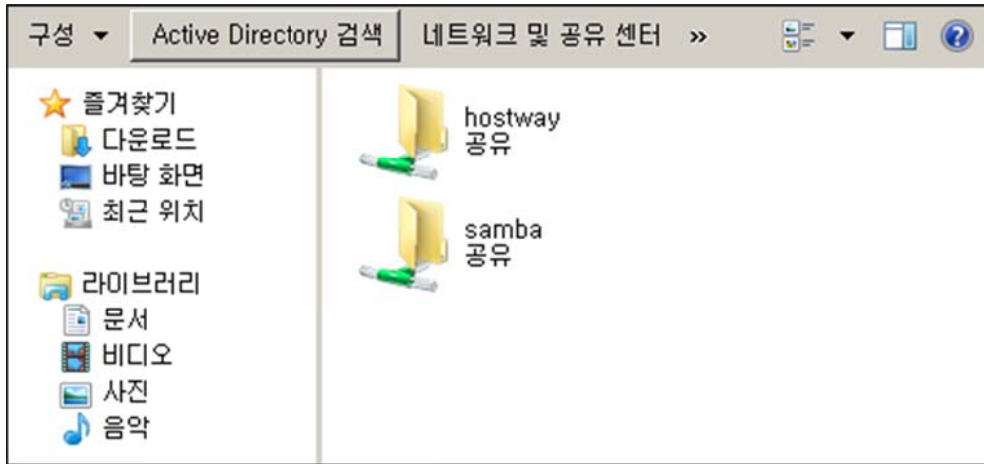 구성 Active Directory 검색 네트워크 및 공유 센터 »
즐겨찾기
다운로드
바탕 화면
최근 위치
라이브러리
문서
비디오
사진
음악
hostway
공유
samba
공유